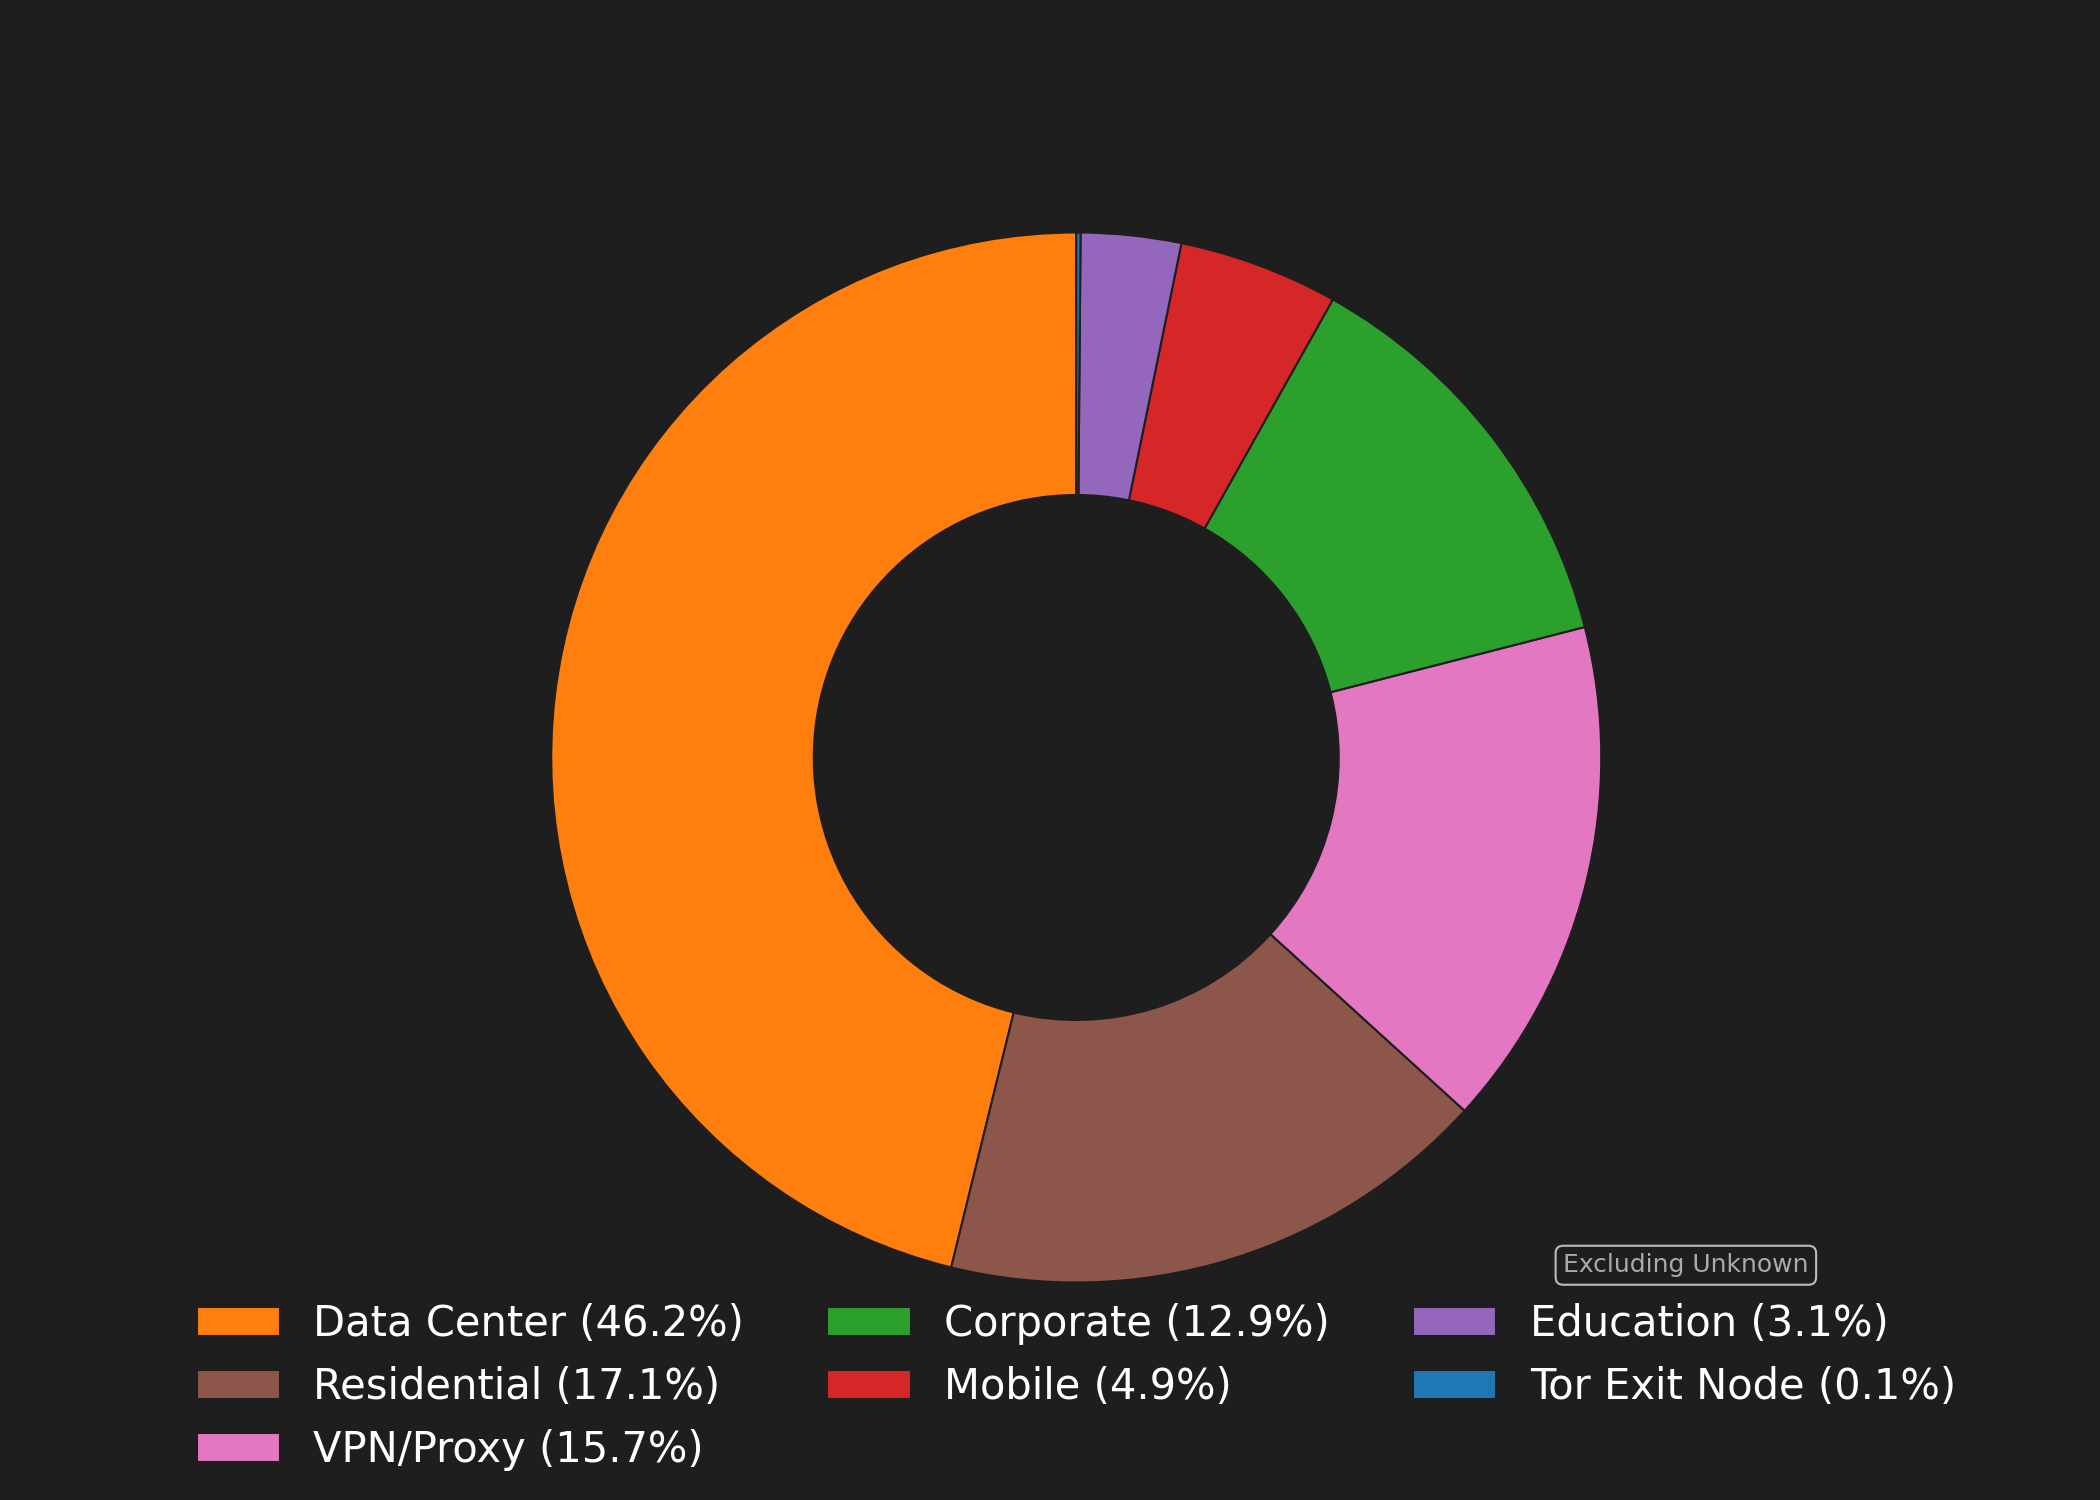 Excluding Unknown
Data Center (46.2%)
Residential (17.1%)
VPN/Proxy (15.7%)
Corporate (12.9%)
Mobile (4.9%)
Education (3.1%)
Tor Exit Node (0.1%)